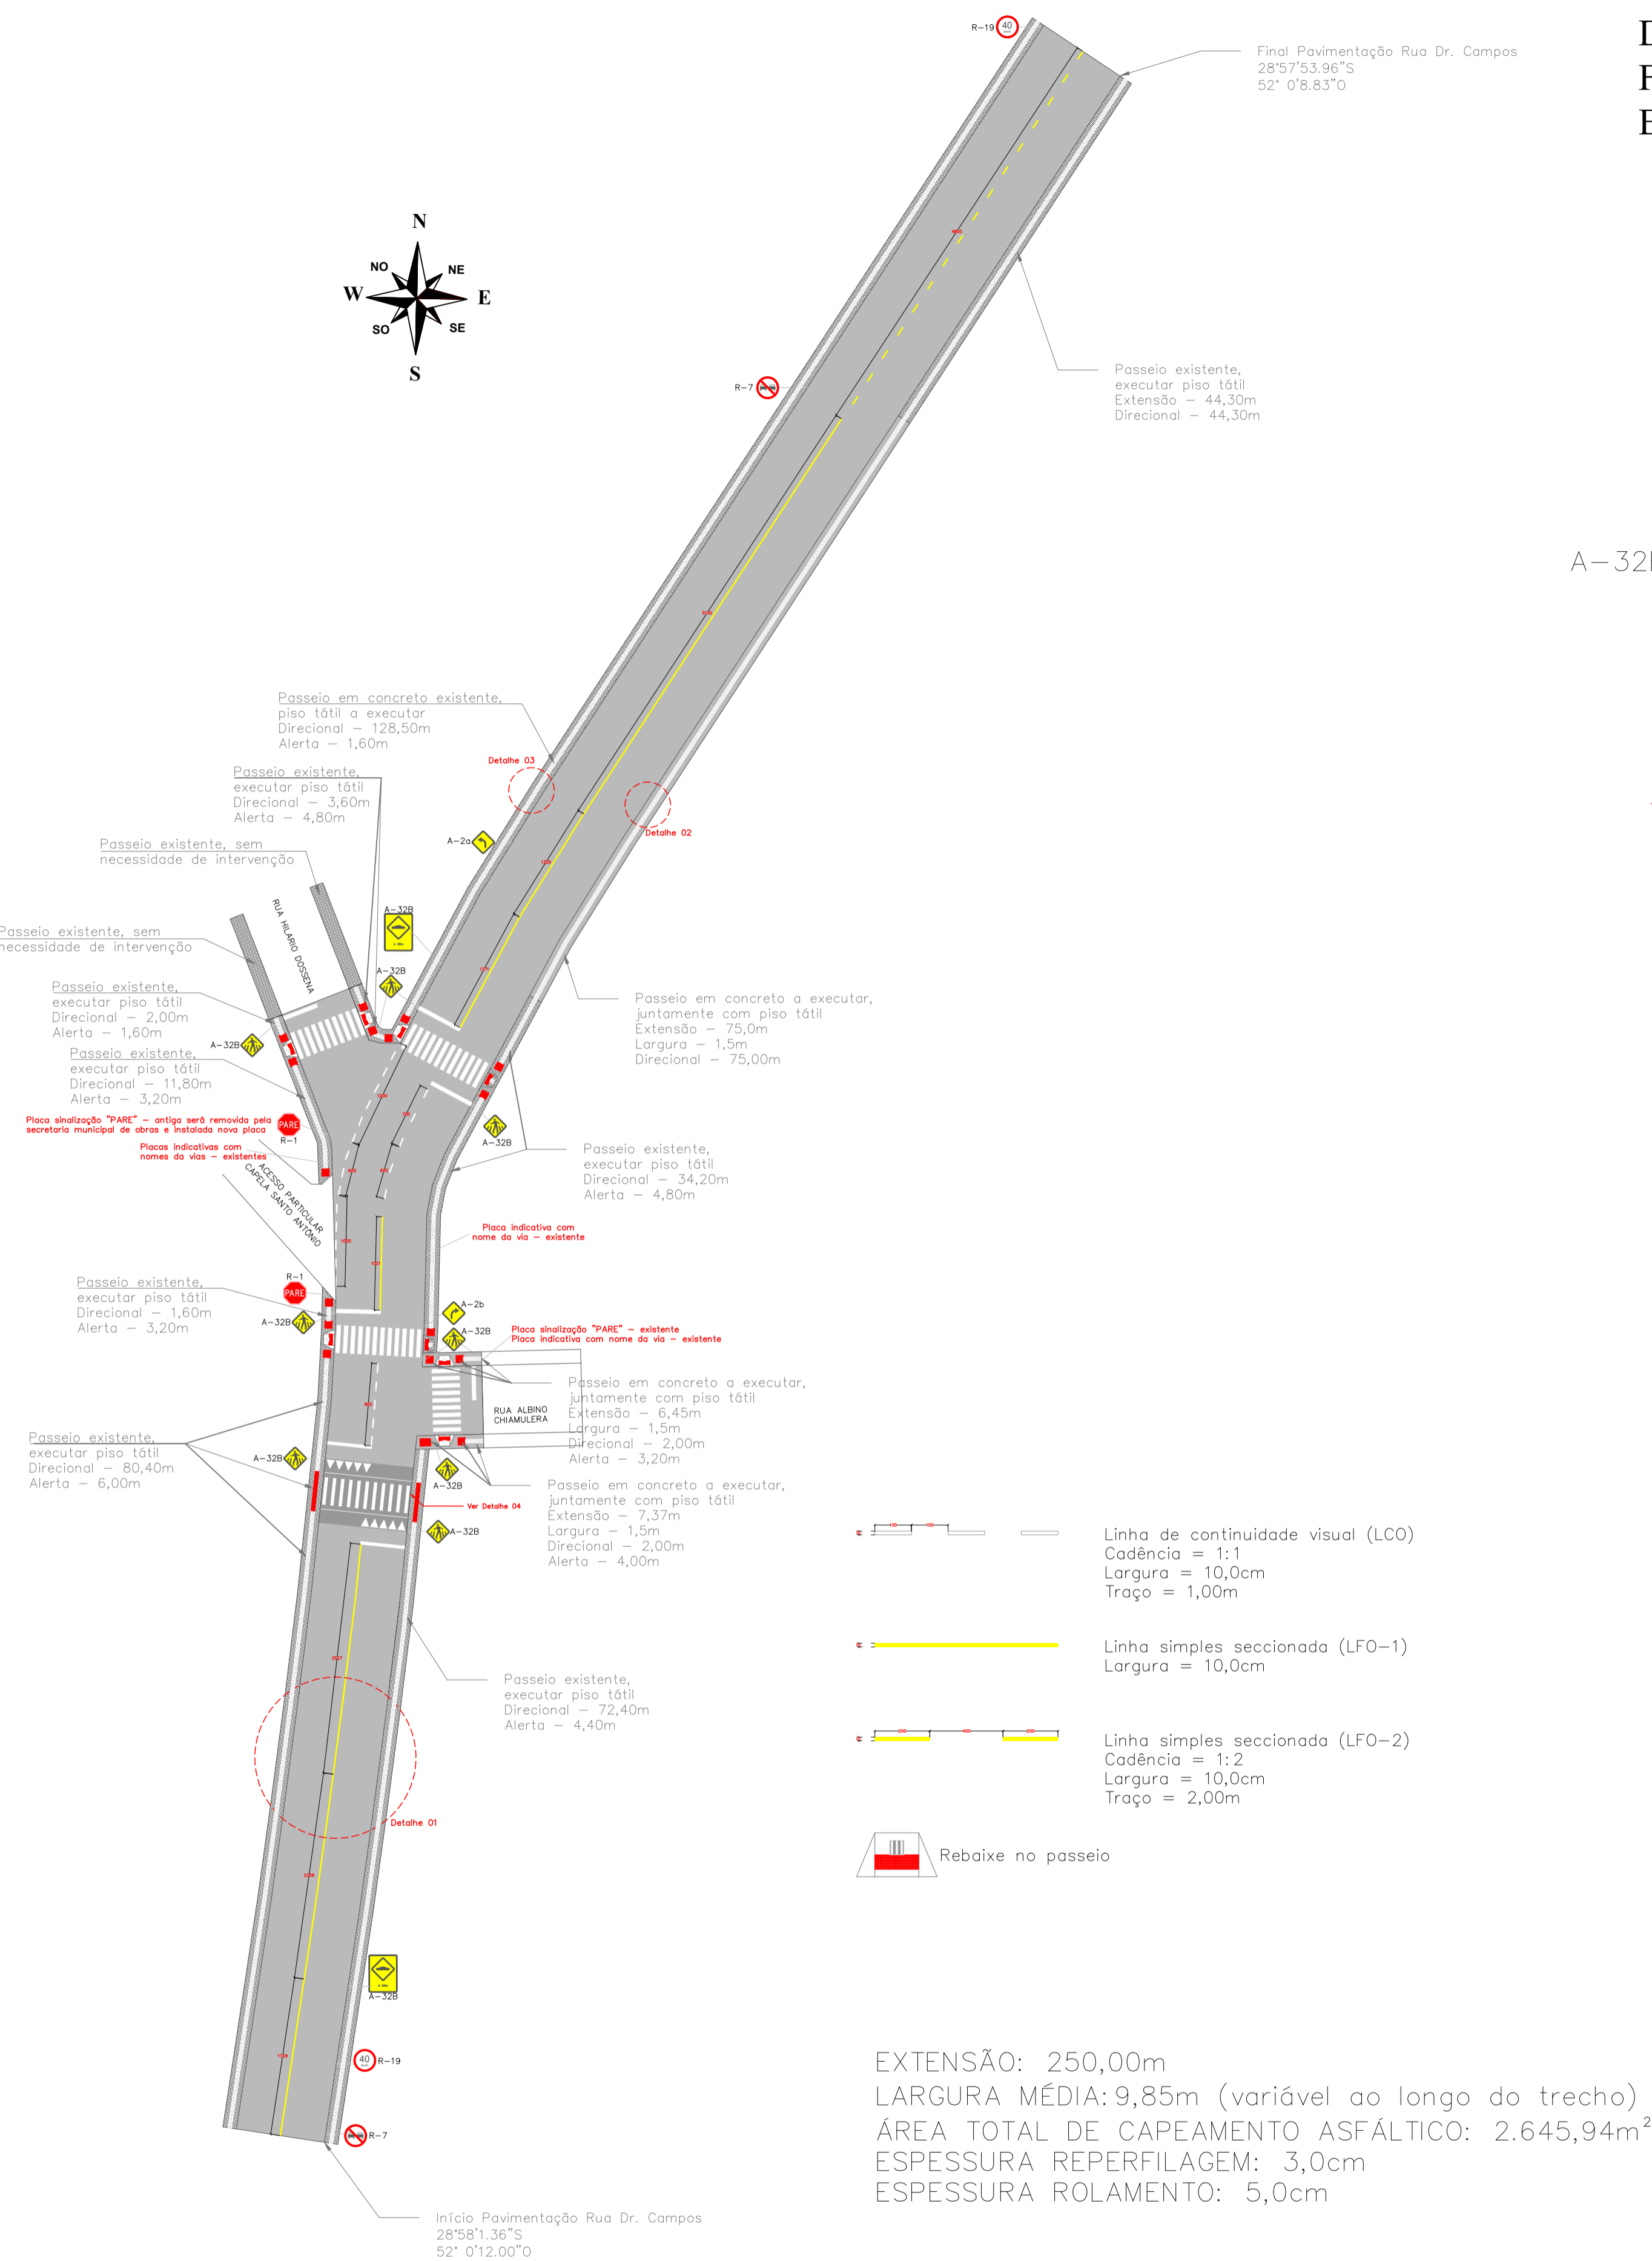 R-19
40
Final Pavimentação Rua Dr. Campos
28°57'53.96"S
52° 0'8.83"O
N
NO
NE
W
E
SO
SE
S
R-7
Passeio existente,
executar piso tátil
Extensão - 44,30m
Direcional - 44,30m
Passeio em concreto existente,
piso tátil a executar
Direcional - 128,50m
Alerta - 1,60m
Detalhe 03
Detalhe 02
Passeio existente,
executar piso tátil
Direcional - 3,60m
Alerta - 4,80m
A-2a
Passeio existente, sem
necessidade de intervenção
RUA HILARIO DOSSENA
A-32B
A-32B
Passeio existente, sem
necessidade de intervenção
Passeio existente,
executar piso tátil
Direcional - 2,00m
Alerta - 1,60m
A-32B
Passeio em concreto a executar,
juntamente com piso tátil
Extensão - 75,0m
Largura - 1,5m
Direcional - 75,00m
Passeio existente,
executar piso tátil
Direcional - 11,80m
Alerta - 3,20m
Placa sinalização "PARE" - antiga será removida pela
secretaria municipal de obras e instalada nova placa
PARE
R-1
Placas indicativas com
nomes da vias - existentes
A-32B
Passeio existente,
executar piso tátil
Direcional - 34,20m
Alerta - 4,80m
ACESSO PARTICULAR
CAPELA SANTO ANTÔNIO
Placa indicativa com
nome da via - existente
Passeio existente,
executar piso tátil
Direcional - 1,60m
Alerta - 3,20m
R-1
PARE
A-32B
A-2b
A-32B
Placa sinalização "PARE" - existente
Placa indicativa com nome da via - existente
Passeio em concreto a executar,
juntamente com piso tátil
Extensão - 6,45m
Largura - 1,5m
Direcional - 2,00m
Alerta - 3,20m
RUA ALBINO
CHIAMULERA
Passeio existente,
executar piso tátil
Direcional - 80,40m
Alerta - 6,00m
A-32B
A-32B
Ver Detalhe 04
A-32B
Passeio em concreto a executar,
juntamente com piso tátil
Extensão - 7,37m
Largura - 1,5m
Direcional - 2,00m
Alerta - 4,00m
Passeio existente,
executar piso tátil
Direcional - 72,40m
Alerta - 4,40m
Detalhe 01
A-32B
40
R-19
R-7
Início Pavimentação Rua Dr. Campos
28°58'1.36"S
52° 0'12.00"O
Linha de continuidade visual (LCO)
Cadência = 1:1
Largura = 10,0cm
Traço = 1,00m
Linha simples seccionada (LFO-1)
Largura = 10,0cm
Linha simples seccionada (LFO-2)
Cadência = 1:2
Largura = 10,0cm
Traço = 2,00m
Rebaixe no passeio
EXTENSÃO: 250,00m
LARGURA MÉDIA: 9,85m (variável ao longo do trecho)
ÁREA TOTAL DE CAPEAMENTO ASFÁLTICO: 2.645,94m²
ESPESSURA REPERFILAGEM: 3,0cm
ESPESSURA ROLAMENTO: 5,0cm